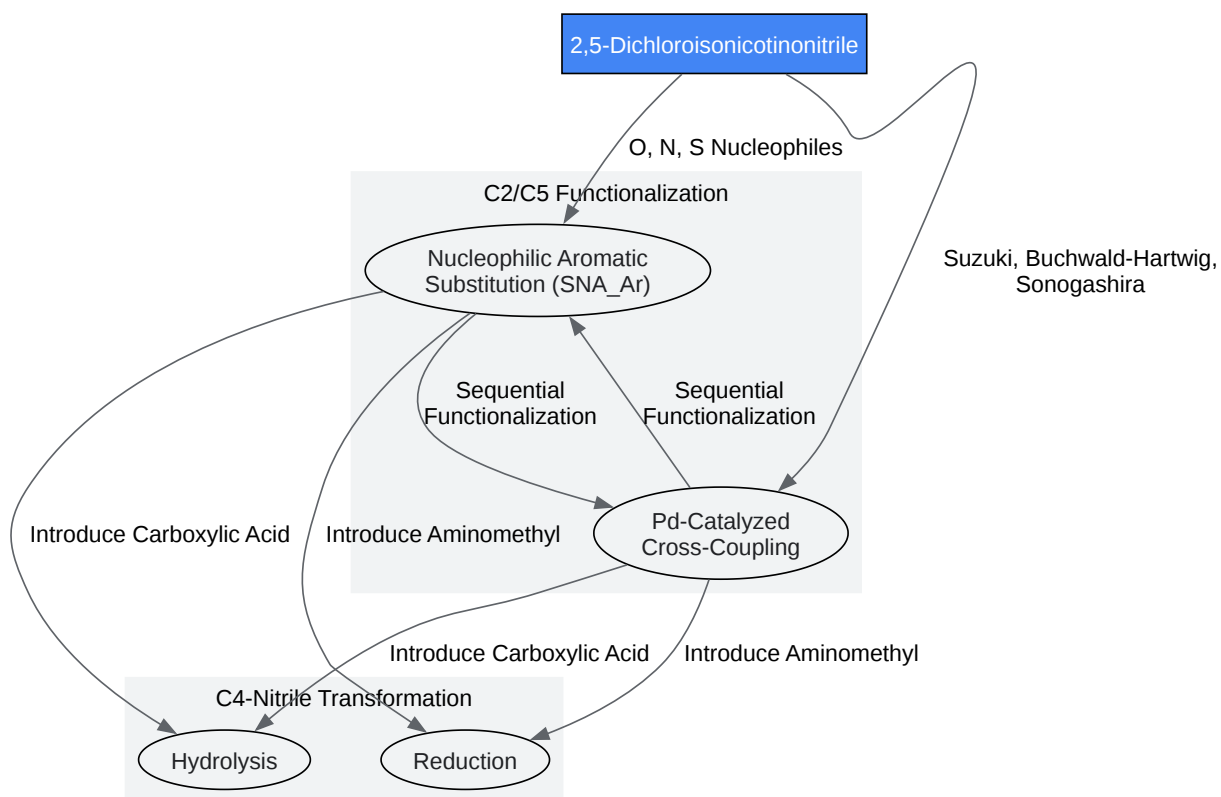 2,5-Dichloroisonicotinonitrile
O, N, S Nucleophiles
C2/C5 Functionalization
Nucleophilic Aromatic
Substitution (SNA_Ar)
Suzuki, Buchwald-Hartwig,
Sonogashira
Sequential
Functionalization
Sequential
Functionalization
Pd-Catalyzed
Cross-Coupling
Introduce Carboxylic Acid
Introduce Aminomethyl
Introduce Carboxylic Acid
Introduce Aminomethyl
C4-Nitrile Transformation
Hydrolysis
Reduction